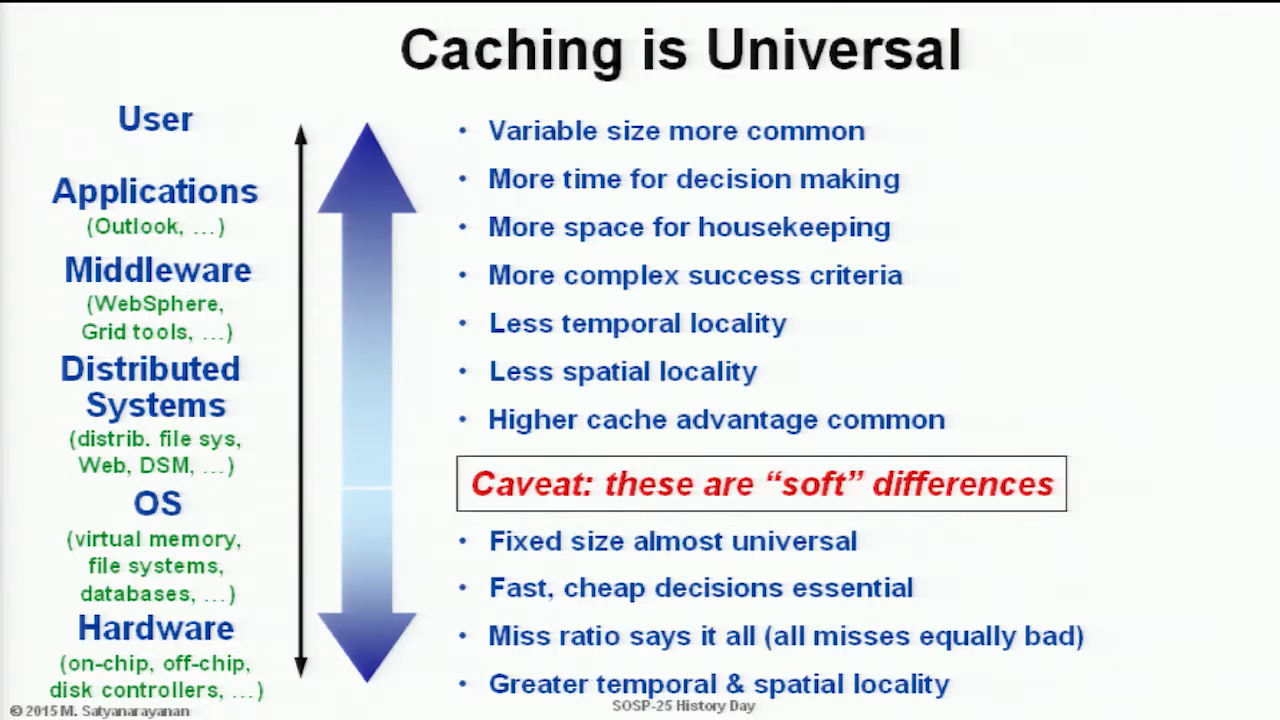 Caching is Universal
User
Applications
(Outlook, …)
Middleware
(WebSphere,
Grid tools, …)
Distributed
Systems
(distrib. file sys,
Web, DSM, …)
OS
(virtual memory,
file systems,
databases, …)
Hardware
(on-chip, off-chip,
disk controllers, …)
• Variable size more common
• More time for decision making
• More space for housekeeping
• More complex success criteria
• Less temporal locality
• Less spatial locality
• Higher cache advantage common
Caveat: these are “soft” differences
• Fixed size almost universal
• Fast, cheap decisions essential
• Miss ratio says it all (all misses equally bad)
• Greater temporal & spatial locality
© 2015 M. Satyanarayanan
SOSP-25 History Day